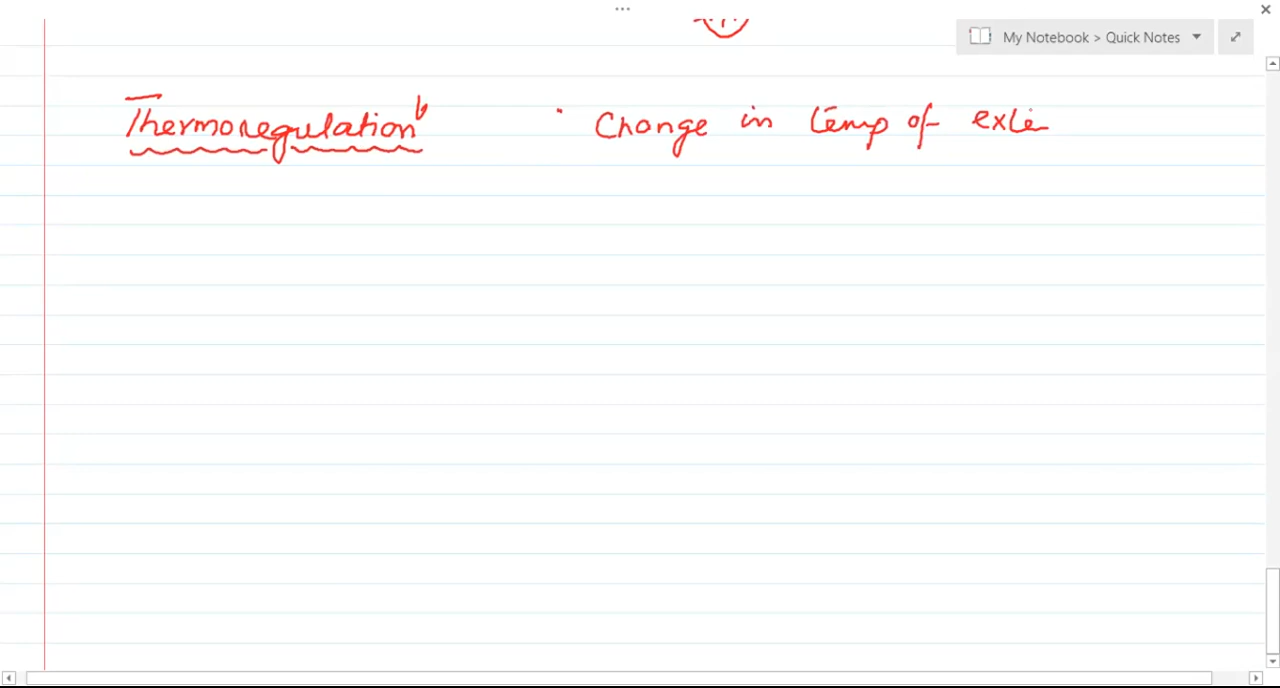 My Notebook > Quick Notes
Thermoregulation Change in temp of exte